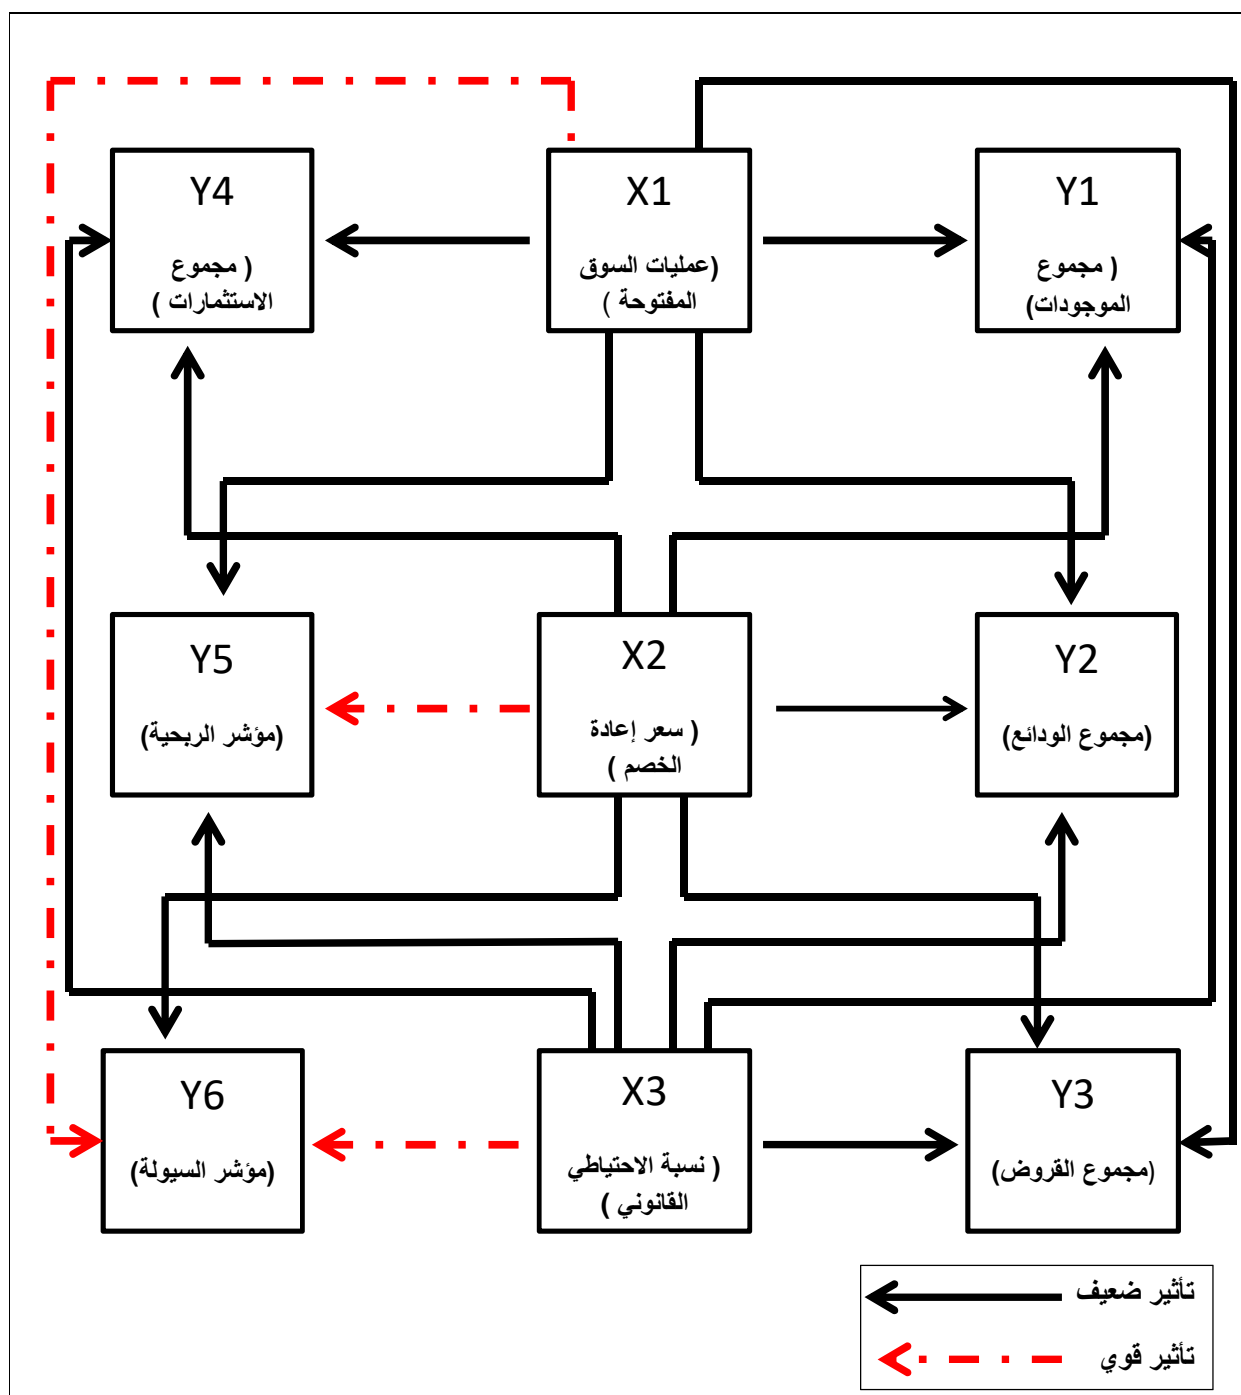 Y1
( مجموع
الموجودات)
X1
(عمليات السوق
المفتوحة )
Y4
( مجموع
الاستثمارات )
Y2
(مجموع الودائع)
X2
( سعر إعادة
الخصم )
Y5
(مؤشر الربحية)
Y3
(مجموع القروض)
X3
( نسبة الاحتياطي
القانوني )
Y6
(مؤشر السيولة)
تأثير ضعيف
تأثير قوي